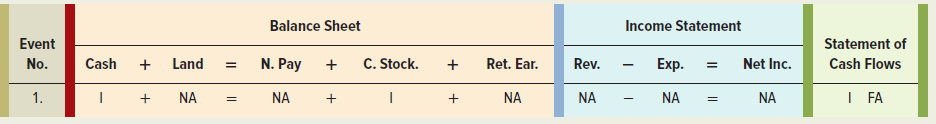 Balance Sheet Income Statement
Event Statement of
No. Cash + Land = N. Pay + C. Stock. + Ret. Ear. Rev. − Exp. = Net Inc. Cash Flows
1. I + NA = NA + I + NA NA − NA = NA I FA